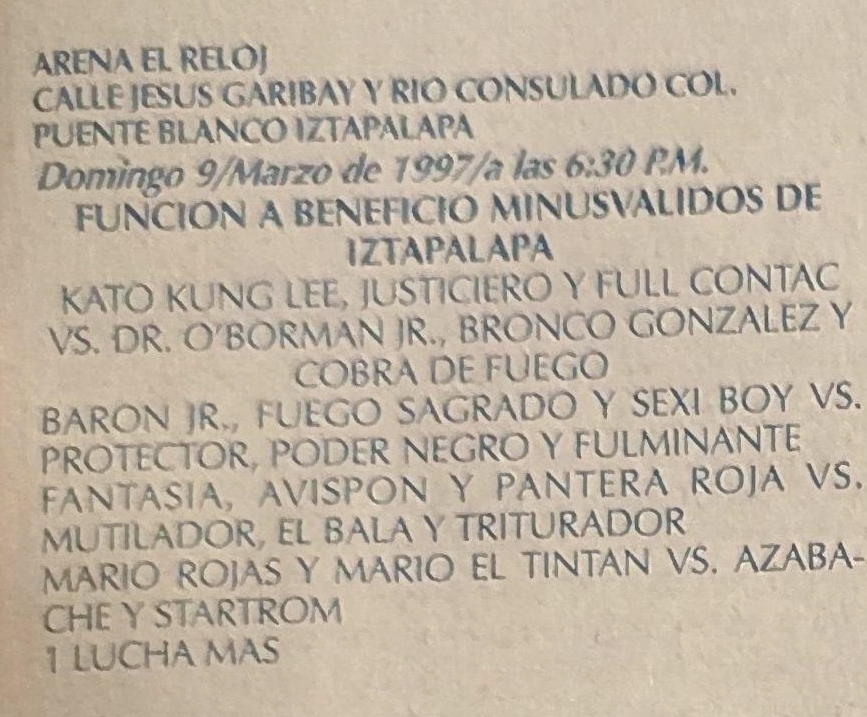 ARENA EL RELOJ
CALLE JESUS GARIBAY Y RIO CONSULADO COL.
PUENTE BLANCO IZTAPALAPA
Domingo 9/Marzo de 1997/a las 6:30 P.M.
FUNCION A BENEFICIO MINUSVALIDOS DE
IZTAPALAPA
KATO KUNG LEE, JUSTICIERO Y FULL CONTAC
VS. DR. O'BORMAN JR., BRONCO GONZALEZ Y
COBRA DE FUEGO
BARON JR., FUEGO SAGRADO Y SEXI BOY VS.
PROTECTOR, PODER NEGRO Y FULMINANTE
FANTASIA, AVISPON Y PANTERA ROJA VS.
MUTILADOR, EL BALA Y TRITURADOR
MARIO ROJAS Y MARIO EL TINTAN VS. AZABA-
CHE Y STARTROM
1 LUCHA MAS